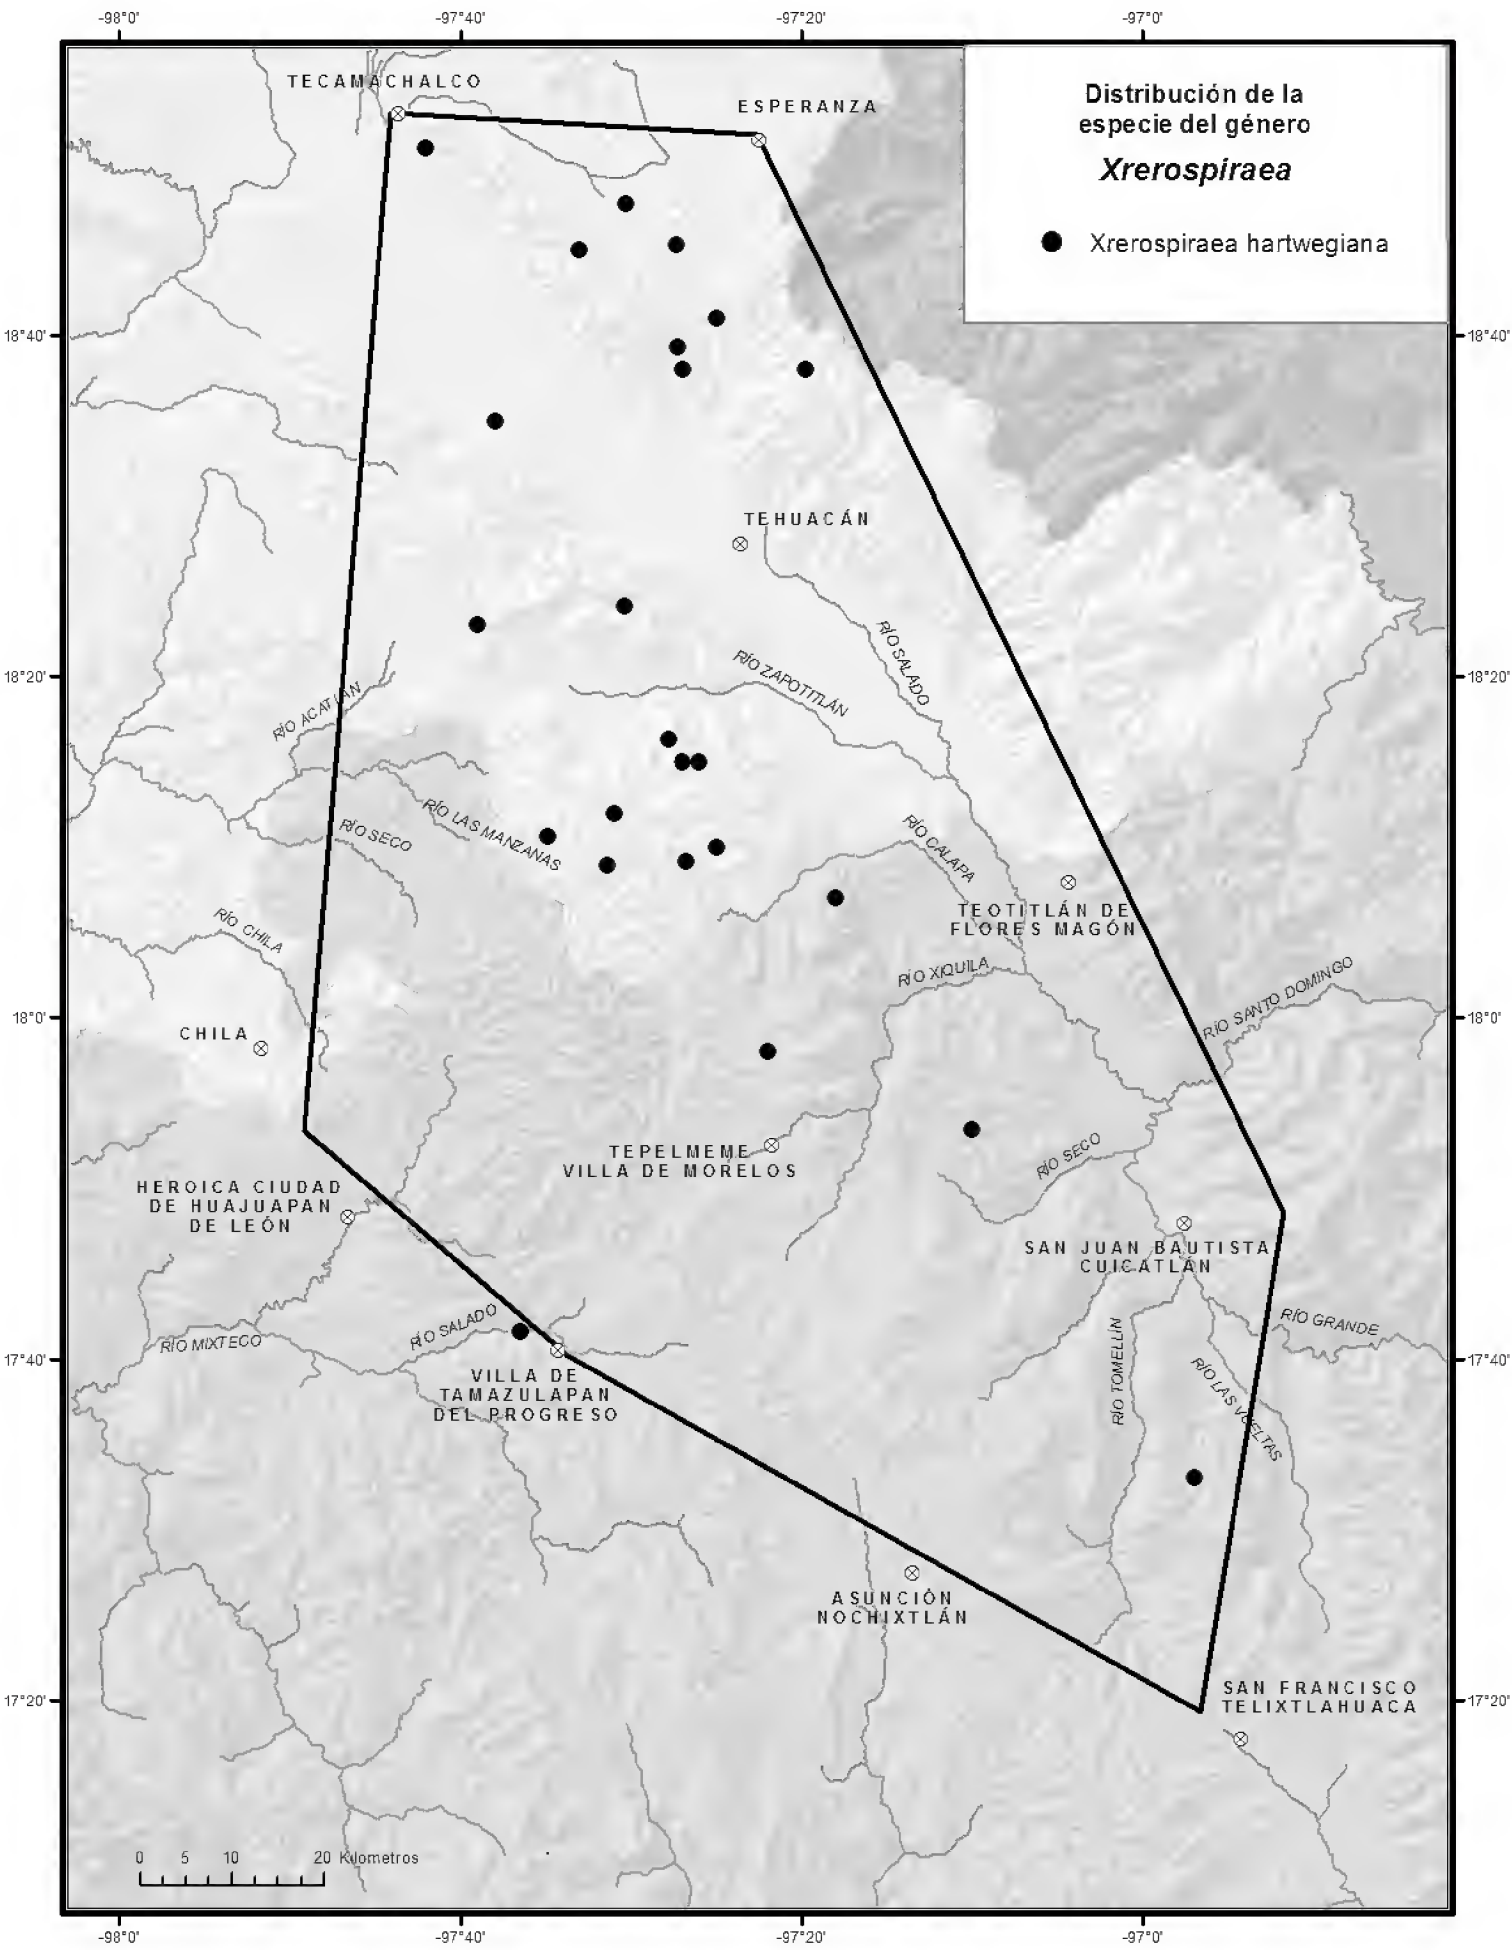 -98°0'
-97°40'
-97°20'
-97°0'
TECAMACHALCO
ESPERANZA
Distribución de la
especie del género
Xrerospiraea
Xrerospiraea hartwegiana
18°40'
18°40'
TEHUACÁN
RÍO SALADO
RÍO ZAPOTITLÁN
18°20'
18°20'
RÍO ACATLÁN
RÍO LAS MANZANAS
RÍO SECO
RÍO CALAPA
TEOTITLÁN DE
FLORES MAGÓN
RÍO CHILA
RÍO XIQUILA
RÍO SANTO DOMINGO
18°0'
18°0'
CHILA
TEPELMEME
VILLA DE MORELOS
RÍO SECO
HEROICA CIUDAD
DE HUAJUAPAN
DE LEÓN
SAN JUAN BAUTISTA
CUICATLÁN
RÍO SALADO
RÍO MIXTECO
RÍO GRANDE
17°40'
17°40'
VILLA DE
TAMAZULAPAN
DEL PROGRESO
RÍO TOMELLÍN
RÍO LAS VUELTAS
ASUNCIÓN
NOCHIXTLÁN
17°20'
17°20'
SAN FRANCISCO
TELIXTLAHUACA
0 5 10 20 Kilometros
-98°0'
-97°40'
-97°20'
-97°0'